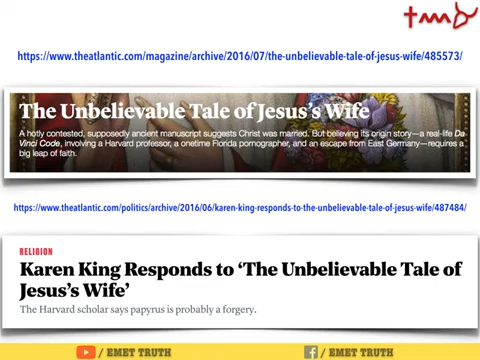 https://www.theatlantic.com/magazine/archive/2016/07/the-unbelievable-tale-of-jesus-wife/485573/
The Unbelievable Tale of Jesus's Wife
A hotly contested, supposedly ancient manuscript suggests Christ was married. But believing its origin story—a real-life Da
Vinci Code, involving a Harvard professor, a onetime Florida pornographer, and an escape from East Germany—requires a
big leap of faith.
https://www.theatlantic.com/politics/archive/2016/06/karen-king-responds-to-the-unbelievable-tale-of-jesus-wife/487484/
RELIGION
Karen King Responds to ‘The Unbelievable Tale of
Jesus's Wife’
The Harvard scholar says papyrus is probably a forgery.
/ EMET TRUTH
/ EMET TRUTH